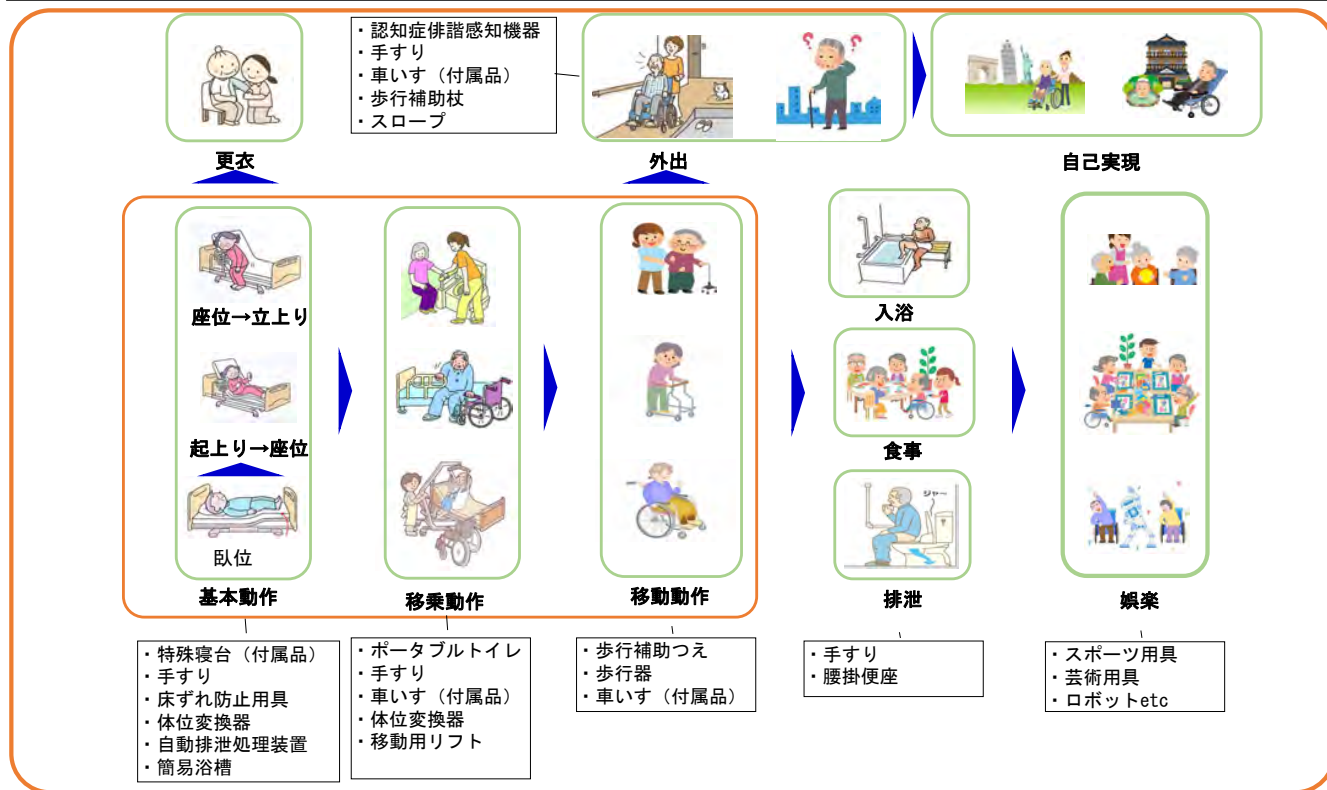 ・認知症俳諧感知機器
・手すり
・車いす（付属品）
・歩行補助杖
・スロープ
更衣
外出
自己実現
座位→立上り
起上り→座位
臥位
基本動作
移乗動作
移動動作
入浴
食事
ジャー
排泄
娯楽
・特殊寝台（付属品）
・手すり
・床ずれ防止用具
・体位変換器
・自動排泄処理装置
・簡易浴槽
・ポータブルトイレ
・手すり
・車いす（付属品）
・体位変換器
・移動用リフト
・歩行補助つえ
・歩行器
・車いす（付属品）
・手すり
・腰掛便座
・スポーツ用具
・芸術用具
・ロボットetc